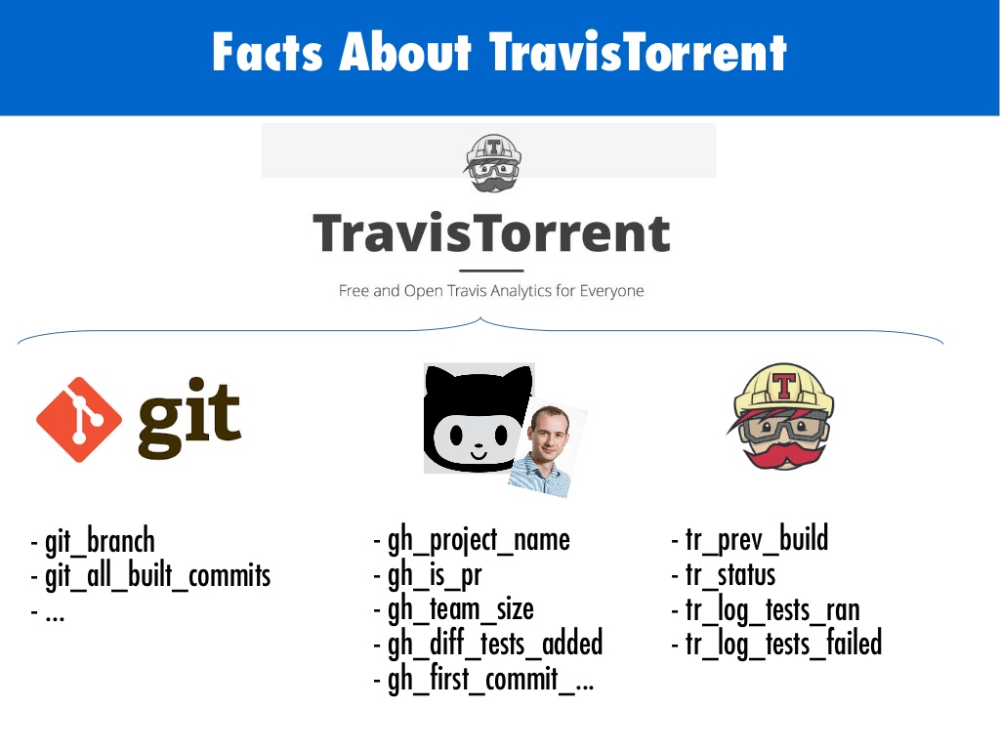 Facts About TravisTorrent
T
TravisTorrent
Free and Open Travis Analytics for Everyone
git
T
- git_branch
- git_all_built_commits
- ...
- gh_project_name
- gh_is_pr
- gh_team_size
- gh_diff_tests_added
- gh_first_commit_...
- tr_prev_build
- tr_status
- tr_log_tests_ran
- tr_log_tests_failed